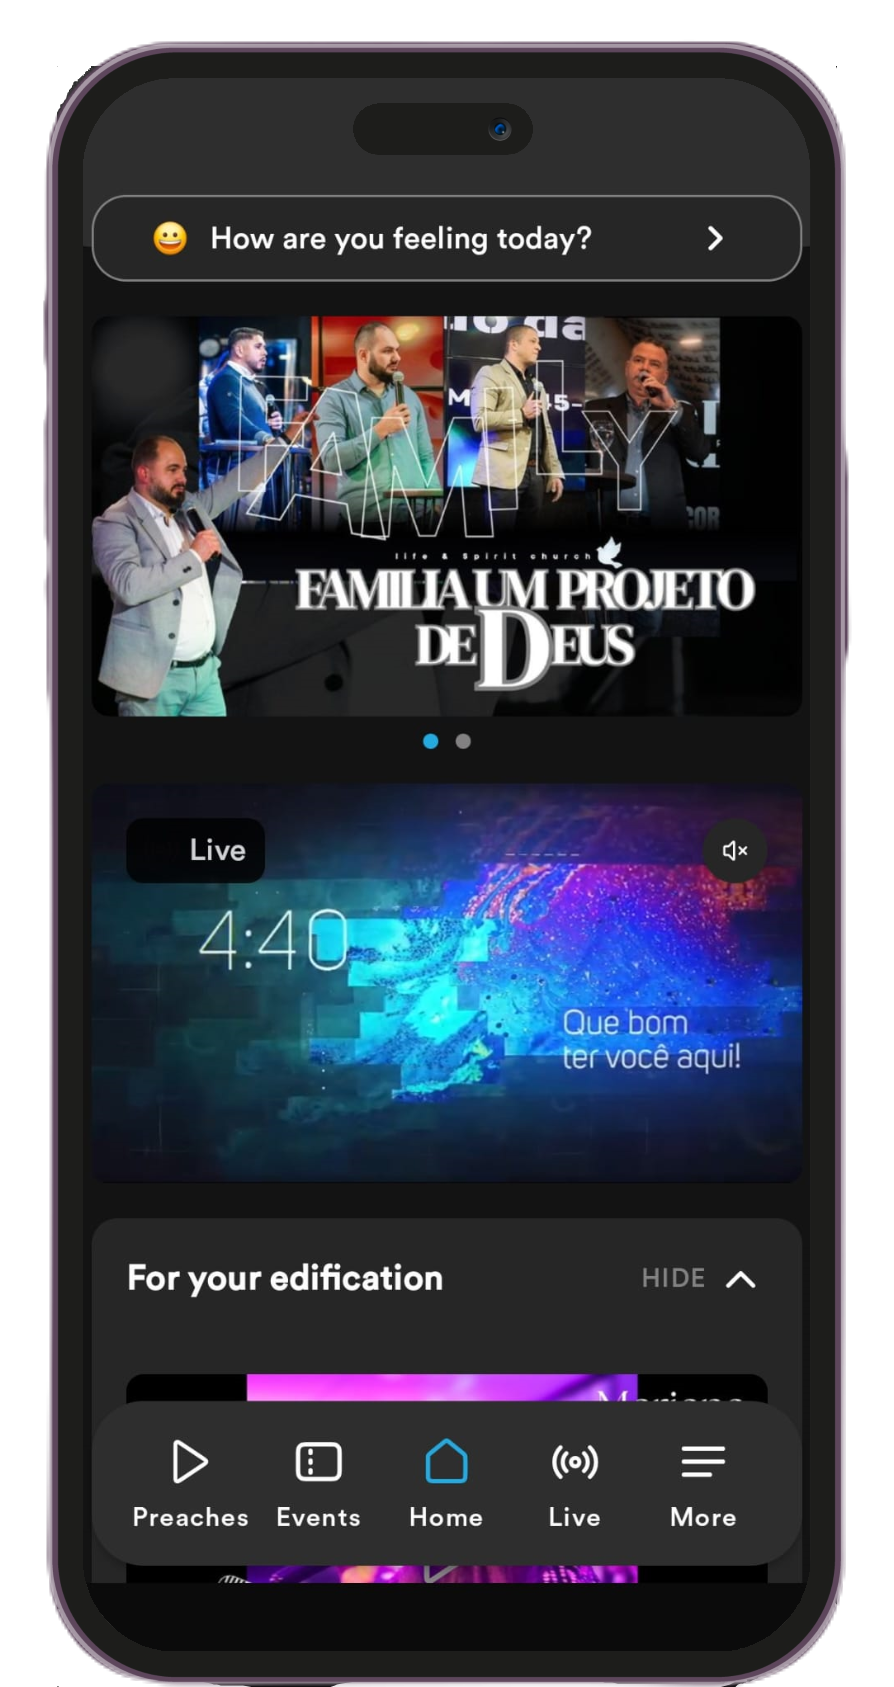 How are you feeling today?
FAMILY
life & Spirit church
FAMILIA UM PROJETO
DE DEUS
Live
4:40
Que bom
ter você aqui!
For your edification
HIDE
Preaches
Events
Home
Live
More